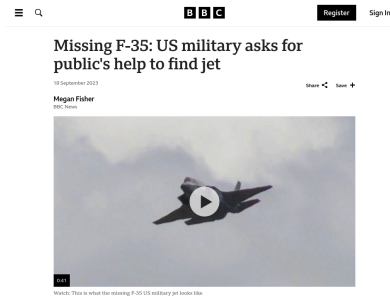 BBC
Register
Sign In
Missing F-35: US military asks for
public's help to find jet
18 September 2023
Share
Save
Megan Fisher
BBC News
0:41
Watch: This is what the missing F-35 US military jet looks like